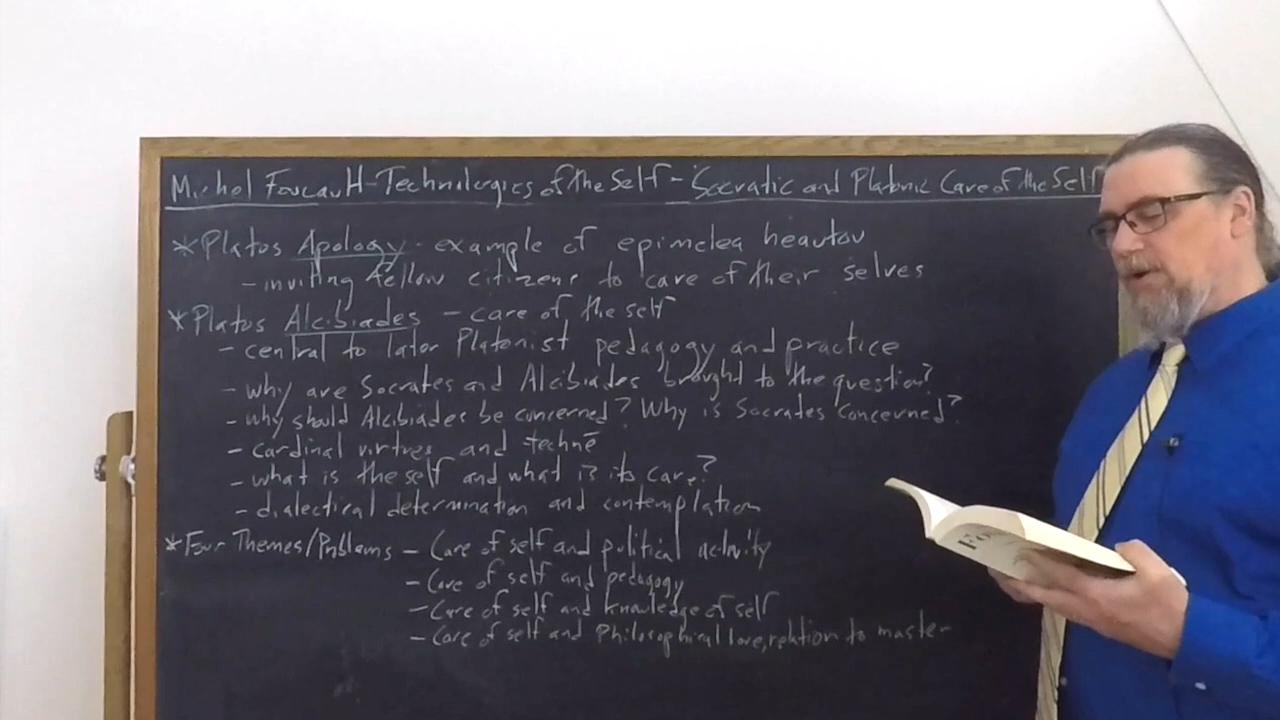 Michel Foucault - Technologies of the Self - Socratic and Platonic Care of the Self
* Platos Apology - example of epimelea heautou
- inviting fellow citizens to care of their selves
* Platos Alcibiades - care of the self
- central to later Platonist pedagogy and practice
- why are Socrates and Alcibiades brought to the question?
- why should Alcibiades be concerned? Why is Socrates concerned?
- cardinal virtues and technē
- what is the self and what is its care?
- dialectical determination and contemplation
* Four Themes/Problems - Care of self and political activity
- Care of self and pedagogy
- Care of self and knowledge of self
- Care of self and philosophical love, relation to master